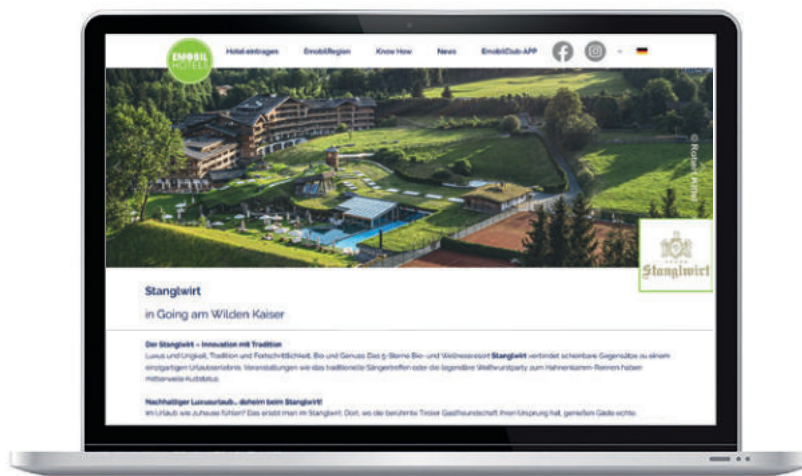 EMOBIL
HOTELS
Hotel eintragen
EmobilRegion
Know How
News
EmobilClub-APP
Stanglwirt
Stanglwirt
in Going am Wilden Kaiser
Der Stanglwirt – Innovation mit Tradition
Luxus und Urigkeit, Tradition und Fortschrittlichkeit, Bio und Genuss: Das 5-Sterne Bio- und Wellnessresort Stanglwirt verbindet scheinbare Gegensätze zu einem
einzigartigen Urlaubserlebnis. Veranstaltungen wie das traditionelle Sängertreffen oder die legendäre Weißwurstparty zum Hahnenkamm-Rennen haben
mittlerweile Kultstatus.
Nachhaltiger Luxusurlaub... daheim beim Stanglwirt!
Im Urlaub wie zuhause fühlen? Das erlebt man im Stanglwirt. Dort, wo die berühmte Tiroler Gastfreundschaft ihren Ursprung hat, genießen Gäste echte